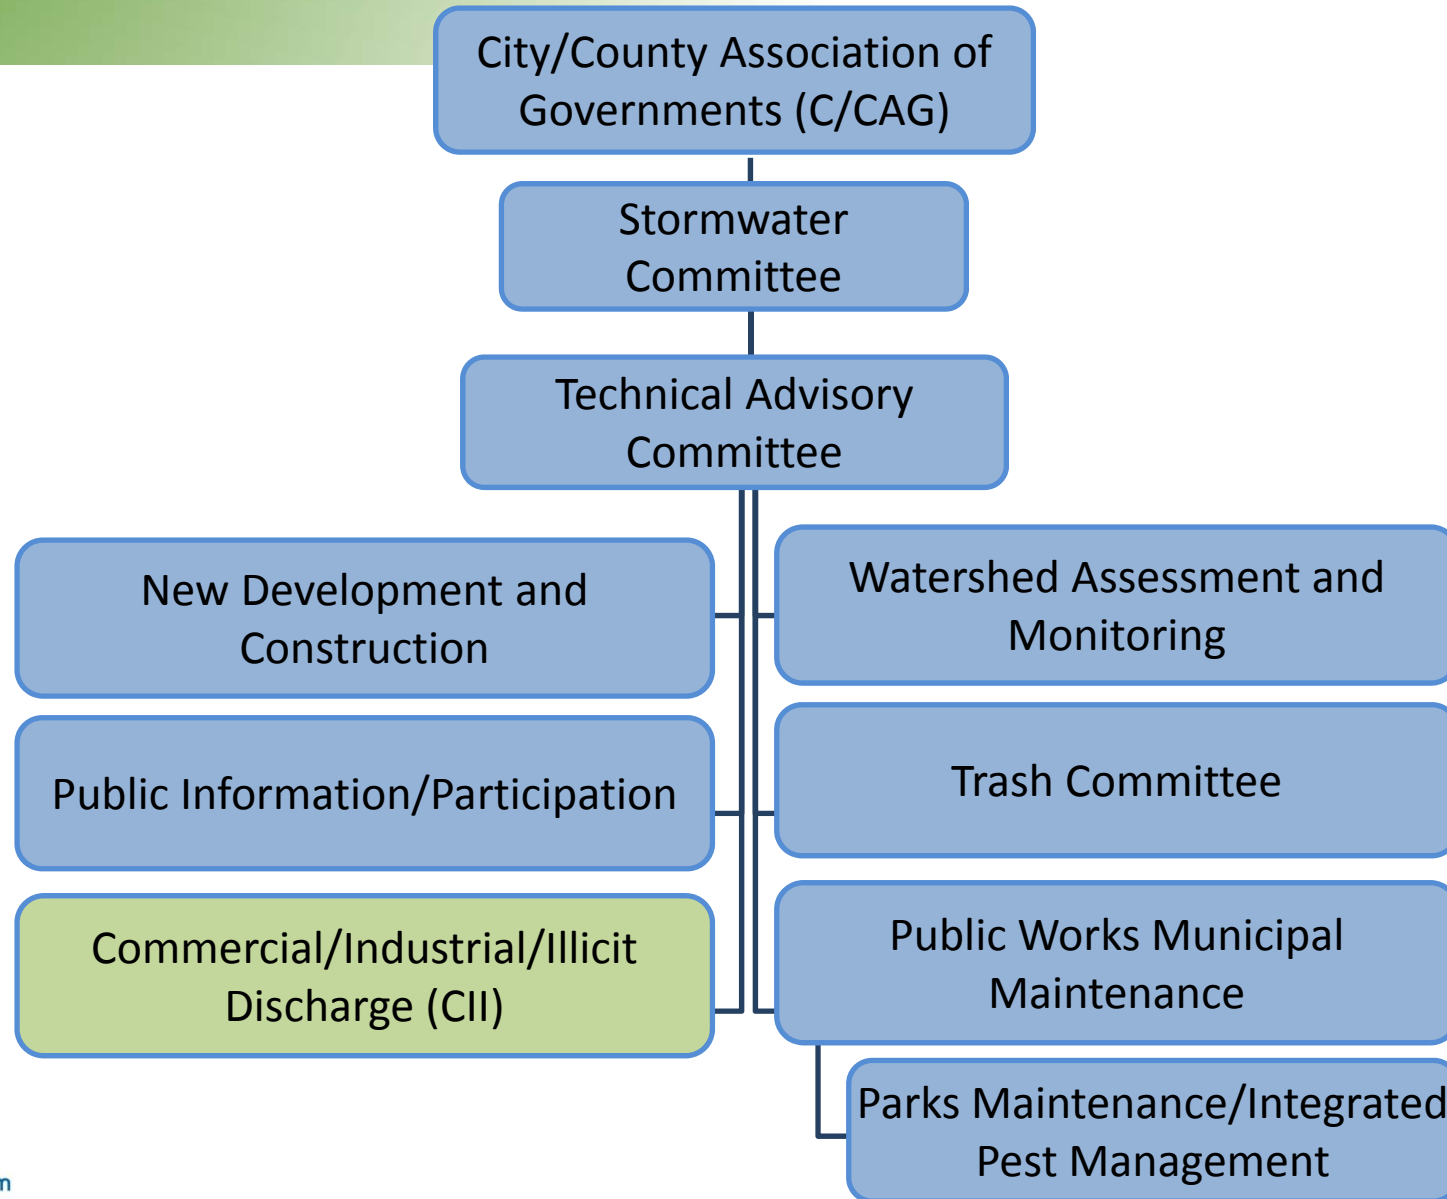 City/County Association of
Governments (C/CAG)
Stormwater
Committee
Technical Advisory
Committee
New Development and
Construction
Watershed Assessment and
Monitoring
Public Information/Participation
Trash Committee
Commercial/Industrial/Illicit
Discharge (CII)
Public Works Municipal
Maintenance
Parks Maintenance/Integrated
Pest Management